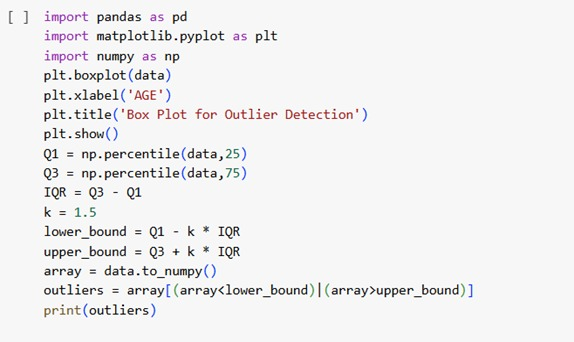 [ ] import pandas as pd
import matplotlib.pyplot as plt
import numpy as np
plt.boxplot(data)
plt.xlabel('AGE')
plt.title('Box Plot for Outlier Detection')
plt.show()
Q1 = np.percentile(data,25)
Q3 = np.percentile(data,75)
IQR = Q3 - Q1
k = 1.5
lower_bound = Q1 - k * IQR
upper_bound = Q3 + k * IQR
array = data.to_numpy()
outliers = array[(array<lower_bound)|(array>upper_bound)]
print(outliers)